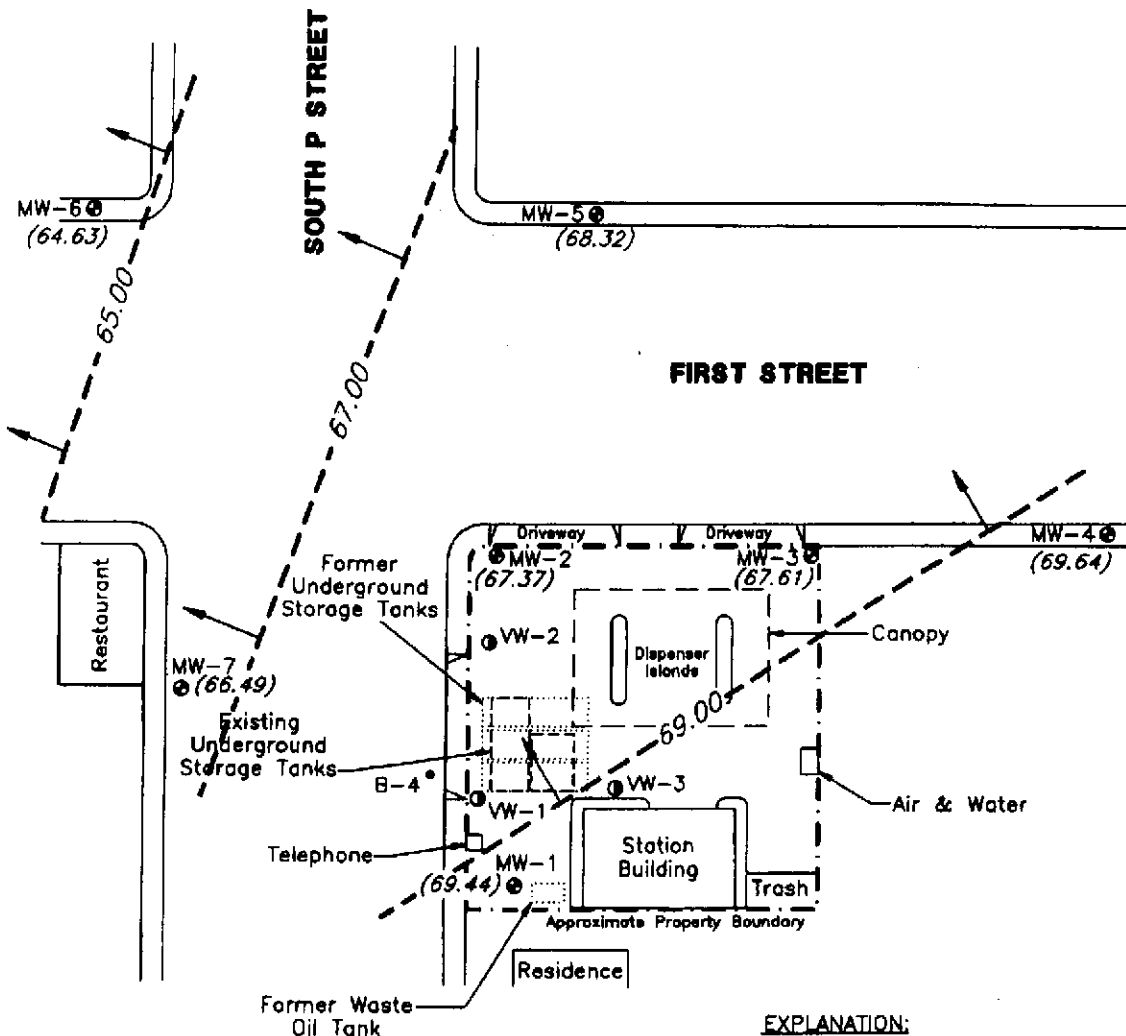 SOUTH P STREET
MW-6
(64.63)
MW-5
(68.32)
65.00
67.00
FIRST STREET
Driveway
Driveway
MW-4
(69.64)
MW-2
(67.37)
MW-3
(67.61)
Former
Underground
Storage Tanks
Restaurant
VW-2
Dispenser
Islands
Canopy
MW-7
(66.49)
69.00
Existing
Underground
Storage Tanks
B-4
VW-1
VW-3
Air & Water
Telephone
Station
Building
MW-1
(69.44)
Trash
Approximate Property Boundary
Residence
Former Waste
Oil Tank
EXPLANATION: